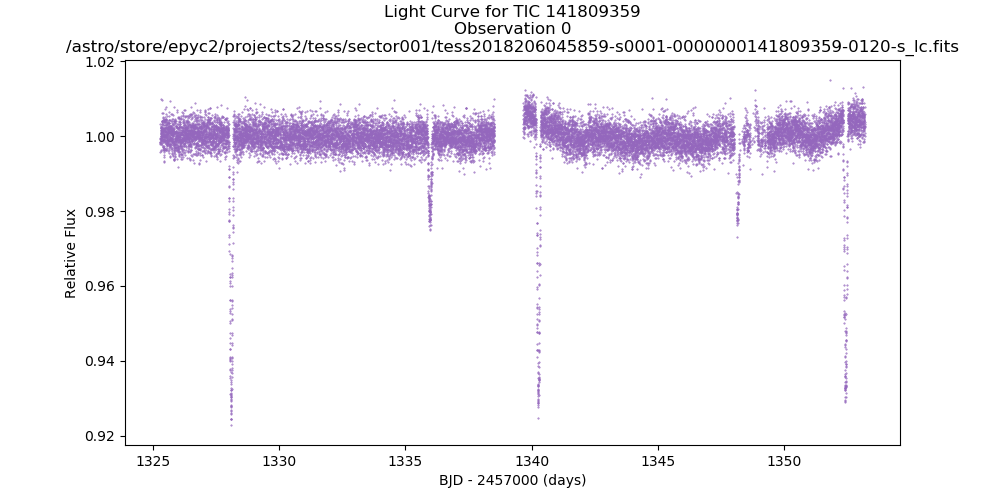 Light Curve for TIC 141809359
Observation 0
/astro/store/epyc2/projects2/tess/sector001/tess2018206045859-s0001-0000000141809359-0120-s_lc.fits
1.02
1.00
0.98
0.96
0.94
0.92
Relative Flux
1325
1330
1335
1340
1345
1350
BJD - 2457000 (days)